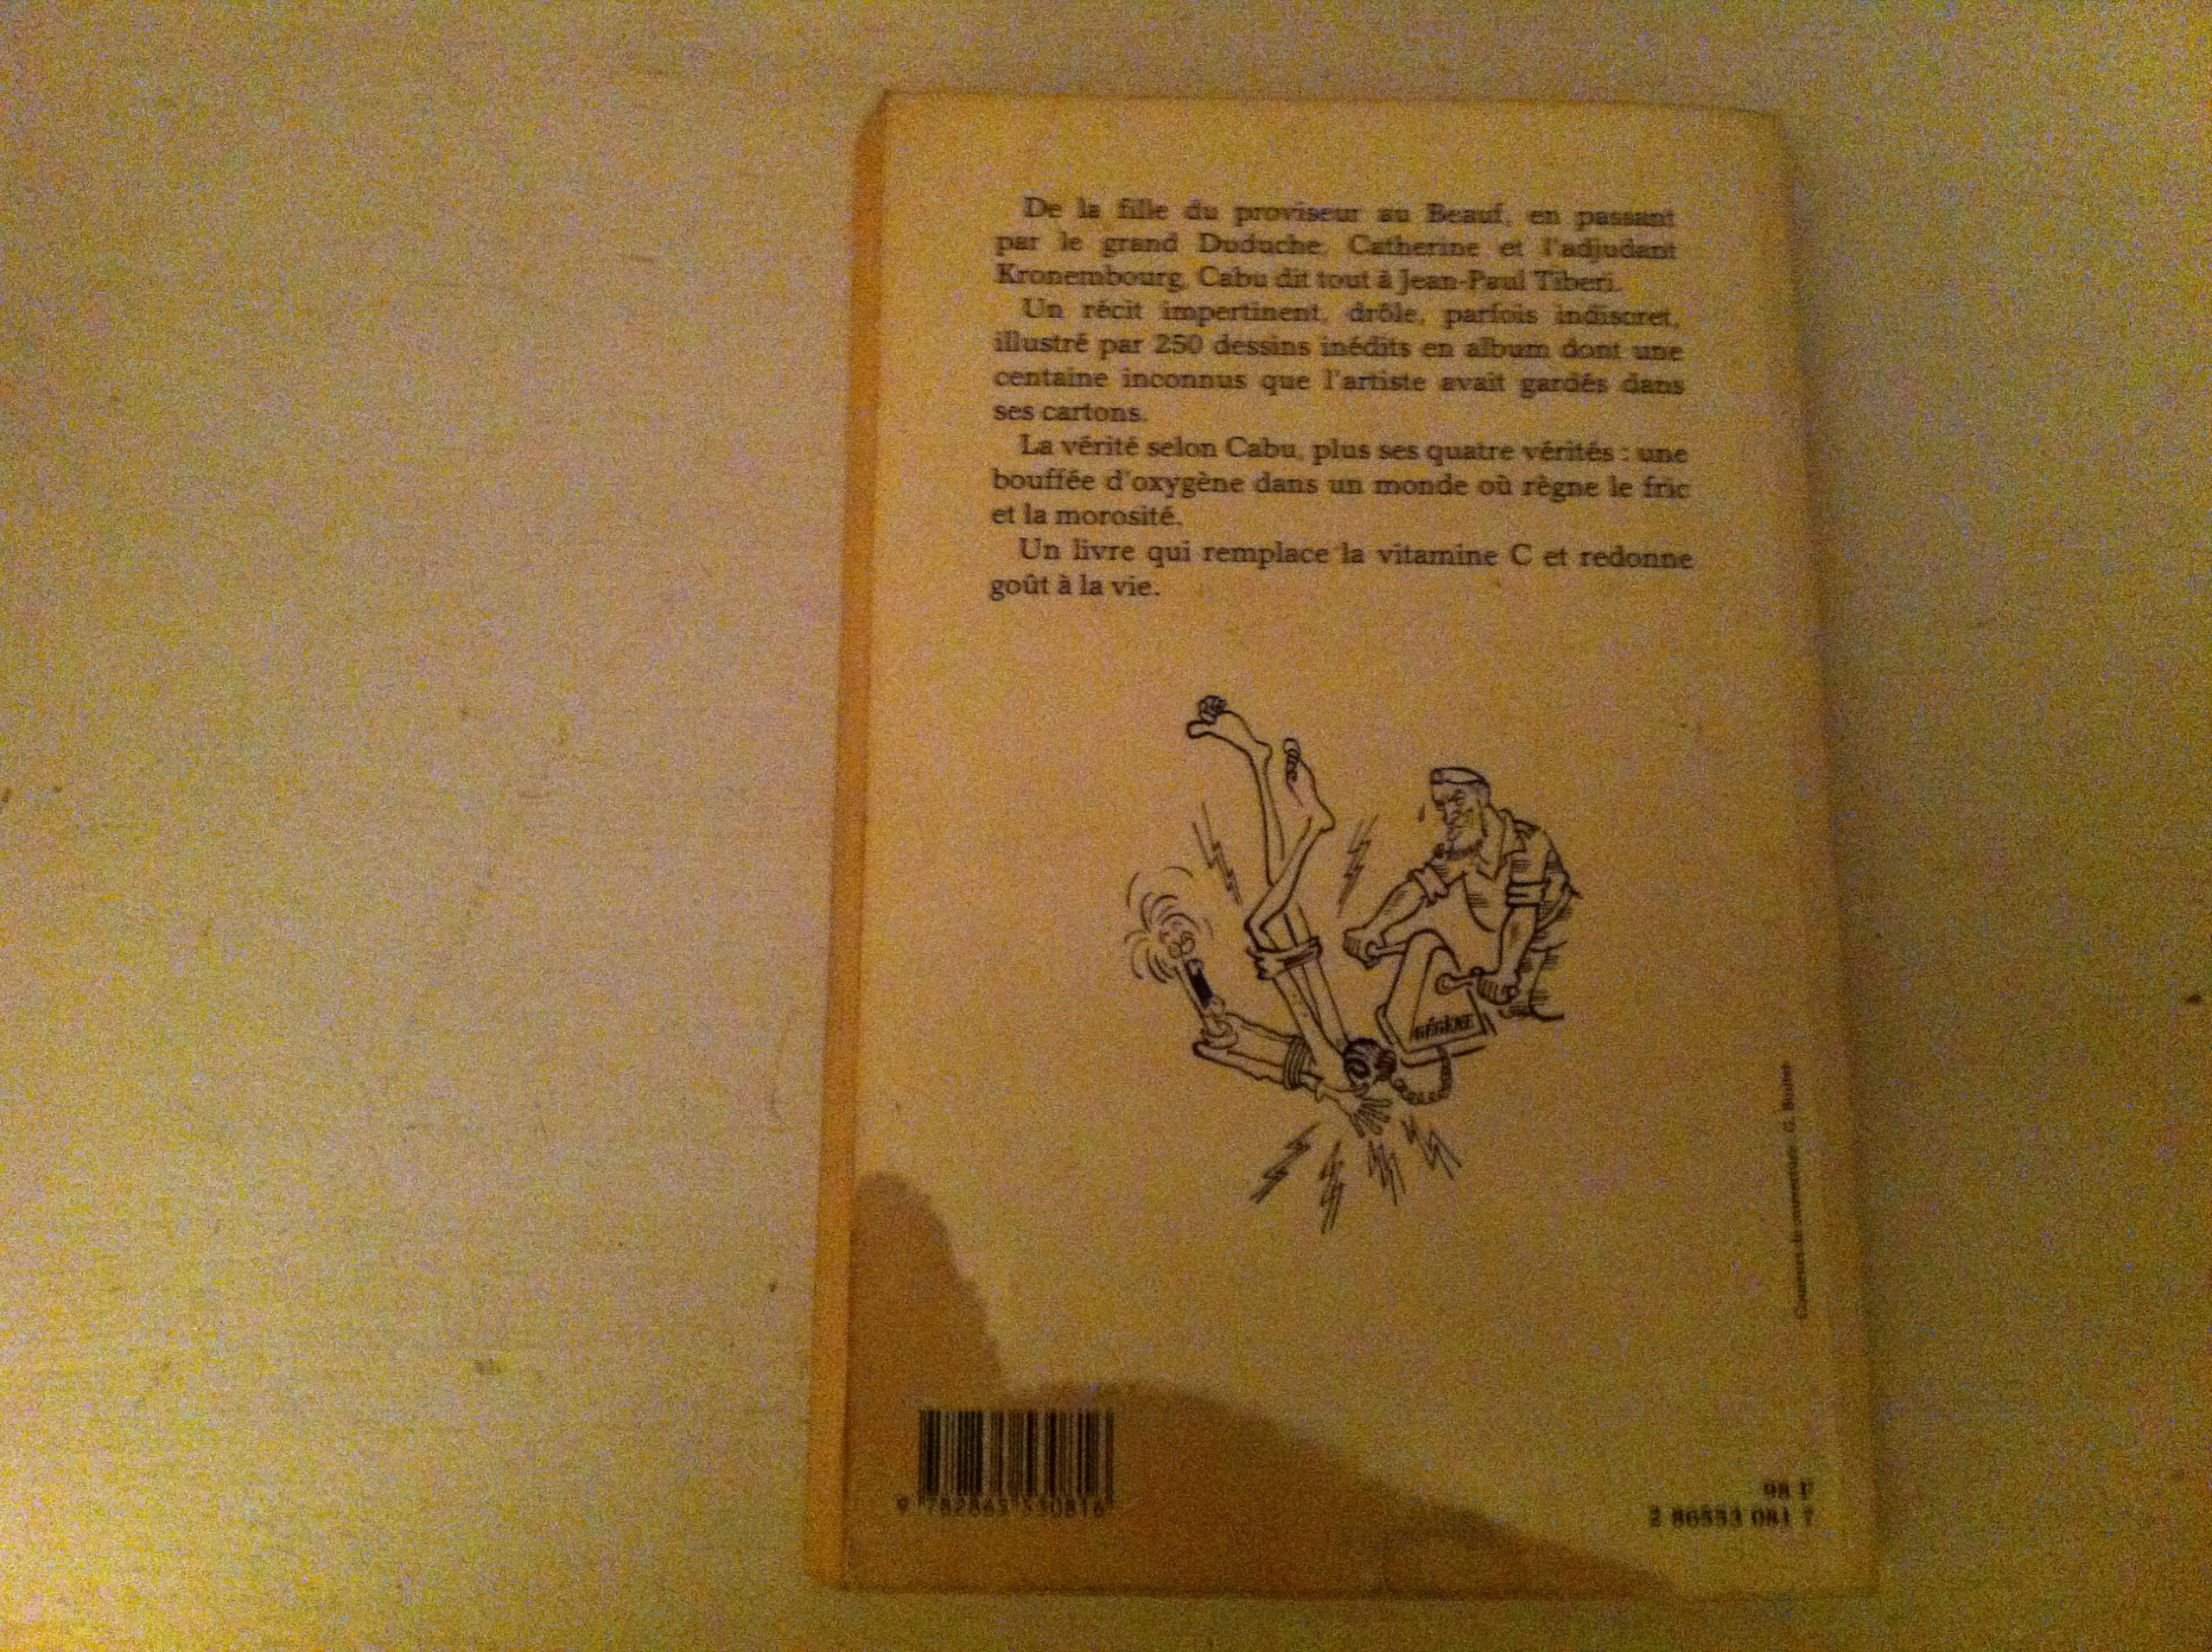 De la fille du proviseur au Beauf, en passant
par le grand Duduche, Catherine et l'adjudant
Kronembourg, Cabu dit tout à Jean-Paul Tiberi.
Un récit impertinent, drôle, parfois indiscret,
illustré par 250 dessins inédits en album dont une
centaine inconnus que l'artiste avait gardés dans
ses cartons.
La vérité selon Cabu, plus ses quatre vérités : une
bouffée d'oxygène dans un monde où règne le fric
et la morosité.
Un livre qui remplace la vitamine C et redonne
goût à la vie.
GÉGÈNE
9 782865 530816
98 F
2 86553 081 7